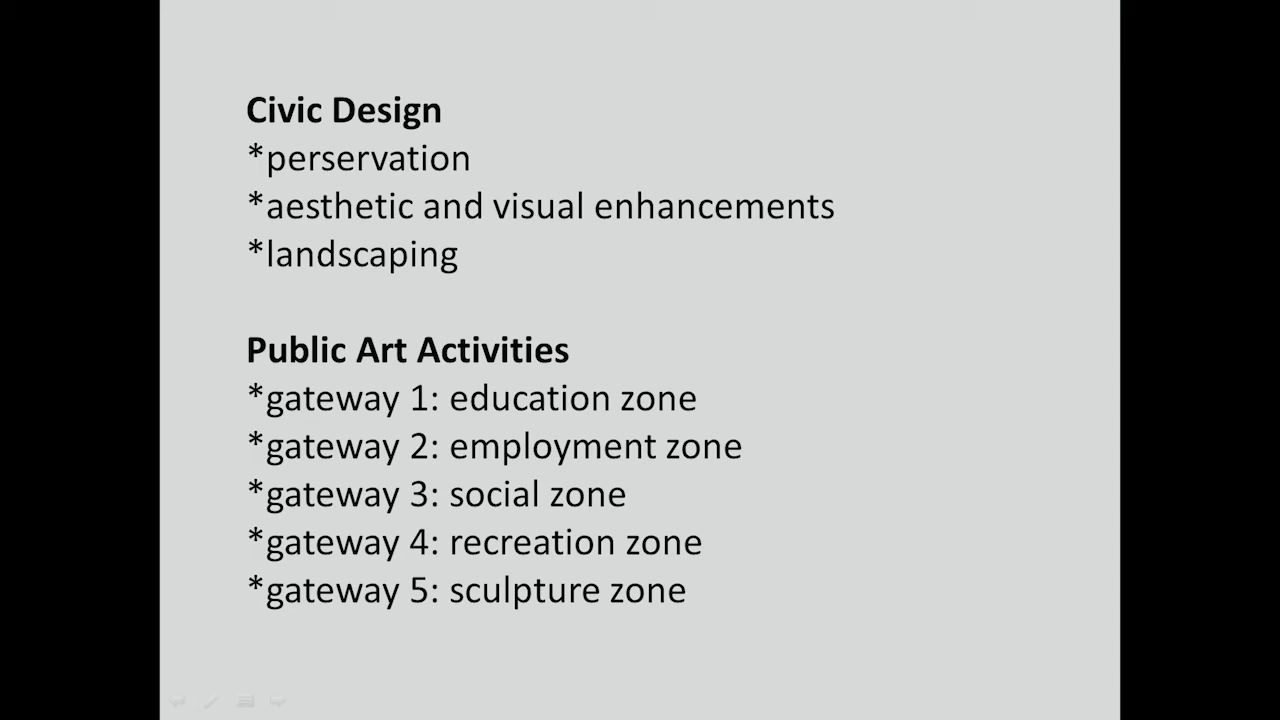 Civic Design
*perservation
*aesthetic and visual enhancements
*landscaping
Public Art Activities
*gateway 1: education zone
*gateway 2: employment zone
*gateway 3: social zone
*gateway 4: recreation zone
*gateway 5: sculpture zone